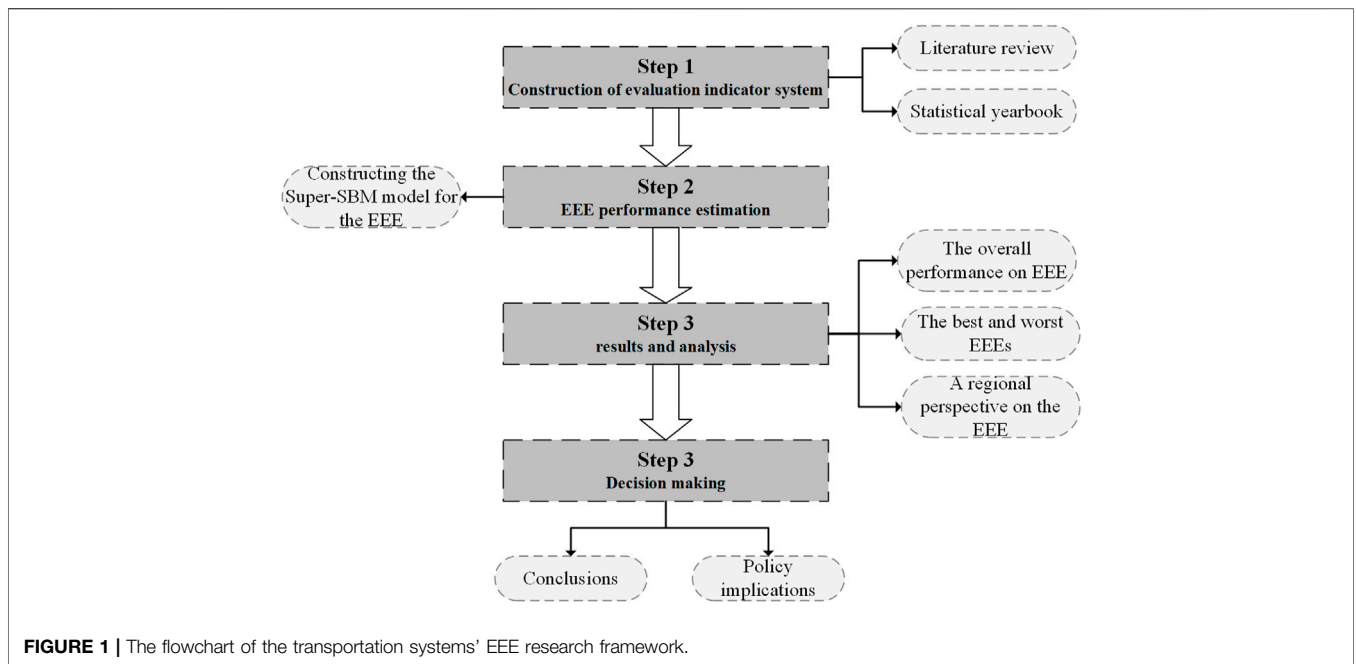 Step 1
Construction of evaluation indicator system
Literature review
Statistical yearbook
Step 2
EEE performance estimation
Constructing the
Super-SBM model for
the EEE
Step 3
results and analysis
The overall
performance on EEE
The best and worst
EEEs
A regional
perspective on the
EEE
Step 3
Decision making
Conclusions
Policy
implications
FIGURE 1 | The flowchart of the transportation systems’ EEE research framework.